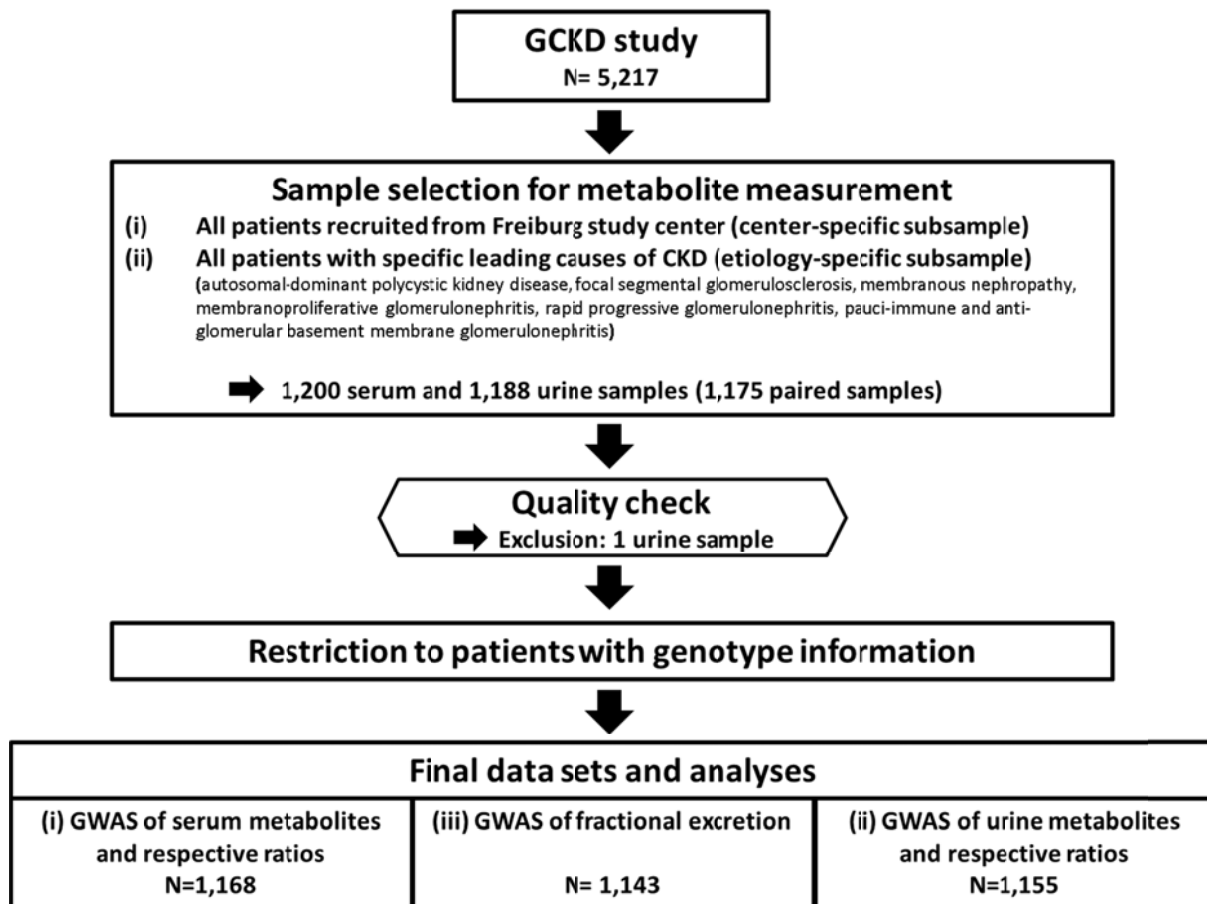 GCKD study
N= 5,217
Sample selection for metabolite measurement
(i) All patients recruited from Freiburg study center (center-specific subsample)
(ii) All patients with specific leading causes of CKD (etiology-specific subsample)
(autosomal-dominant polycystic kidney disease, focal segmental glomerulosclerosis, membranous nephropathy,
membranoproliferative glomerulonephritis, rapid progressive glomerulonephritis, pauci-immune and anti-
glomerular basement membrane glomerulonephritis)
1,200 serum and 1,188 urine samples (1,175 paired samples)
Quality check
Exclusion: 1 urine sample
Restriction to patients with genotype information
Final data sets and analyses
(i) GWAS of serum metabolites
and respective ratios
N=1,168
(iii) GWAS of fractional excretion
N= 1,143
(ii) GWAS of urine metabolites
and respective ratios
N=1,155